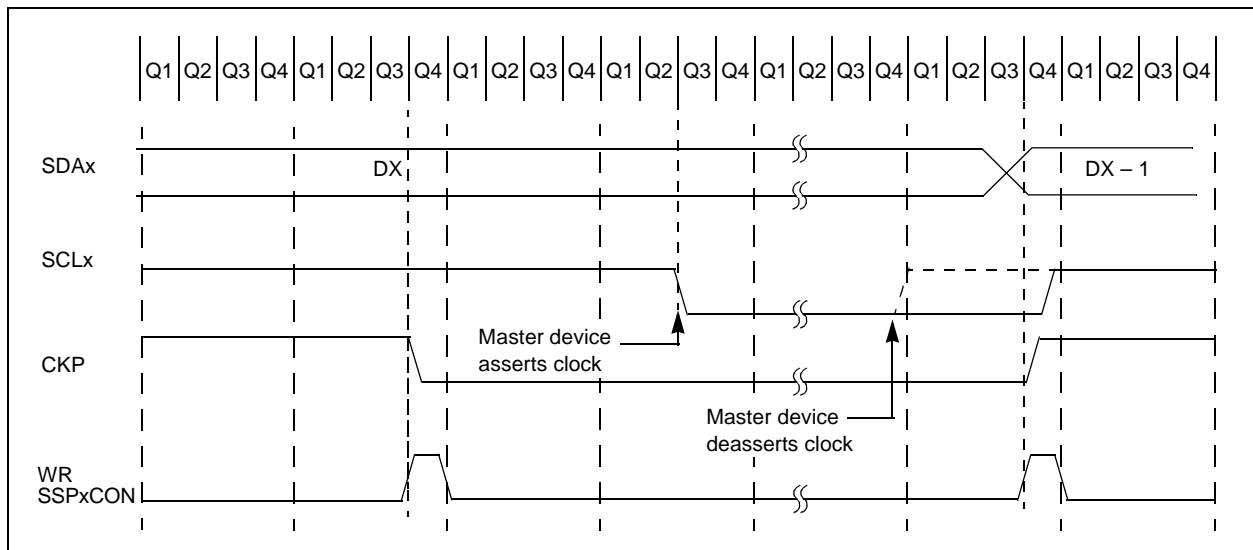 Q1 Q2 Q3 Q4 Q1 Q2 Q3 Q4 Q1 Q2 Q3 Q4 Q1 Q2 Q3 Q4 Q1 Q2 Q3 Q4 Q1 Q2 Q3 Q4 Q1 Q2 Q3 Q4
SDAx
DX
DX – 1
SCLx
Master device
asserts clock
CKP
Master device
deasserts clock
WR
SSPxCON